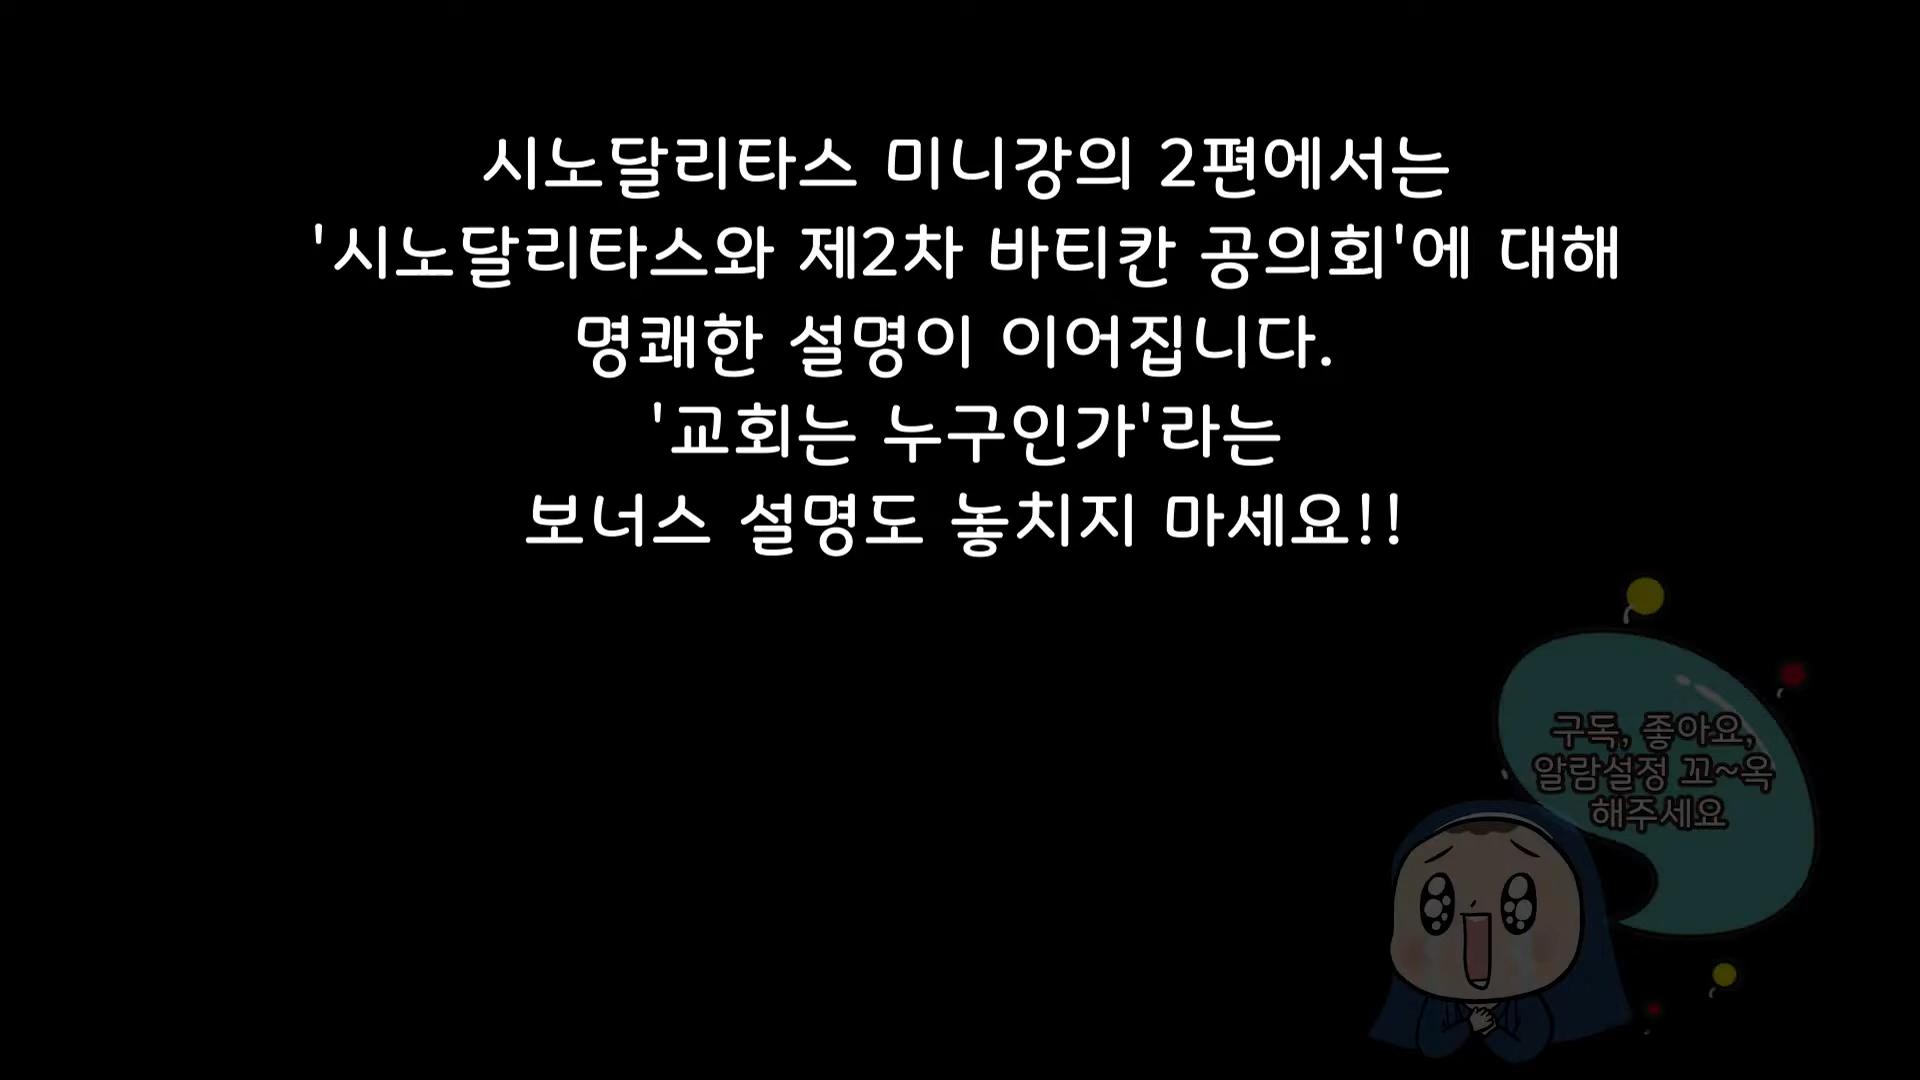 시노달리타스 미니강의 2편에서는
'시노달리타스와 제2차 바티칸 공의회'에 대해
명쾌한 설명이 이어집니다.
'교회는 누구인가'라는
보너스 설명도 놓치지 마세요!!
구독, 좋아요,
알람설정 꼬~옥
해주세요